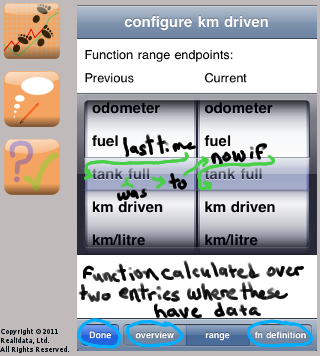 configure km driven
Function range endpoints:
Previous Current
odometer odometer
fuel last time fuel
now if
tank full to tank full
was
km driven km driven
km/litre km/litre
Function calculated over
two entries where these
have data
Done overview range fn definition
Copyright © 2011
Realidata, Ltd.
All Rights Reserved.